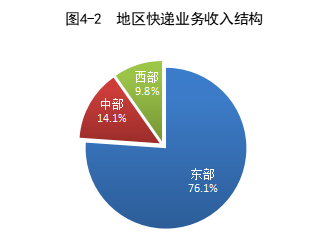 图4-2 地区快递业务收入结构
西部
9.8%
中部
14.1%
东部
76.1%